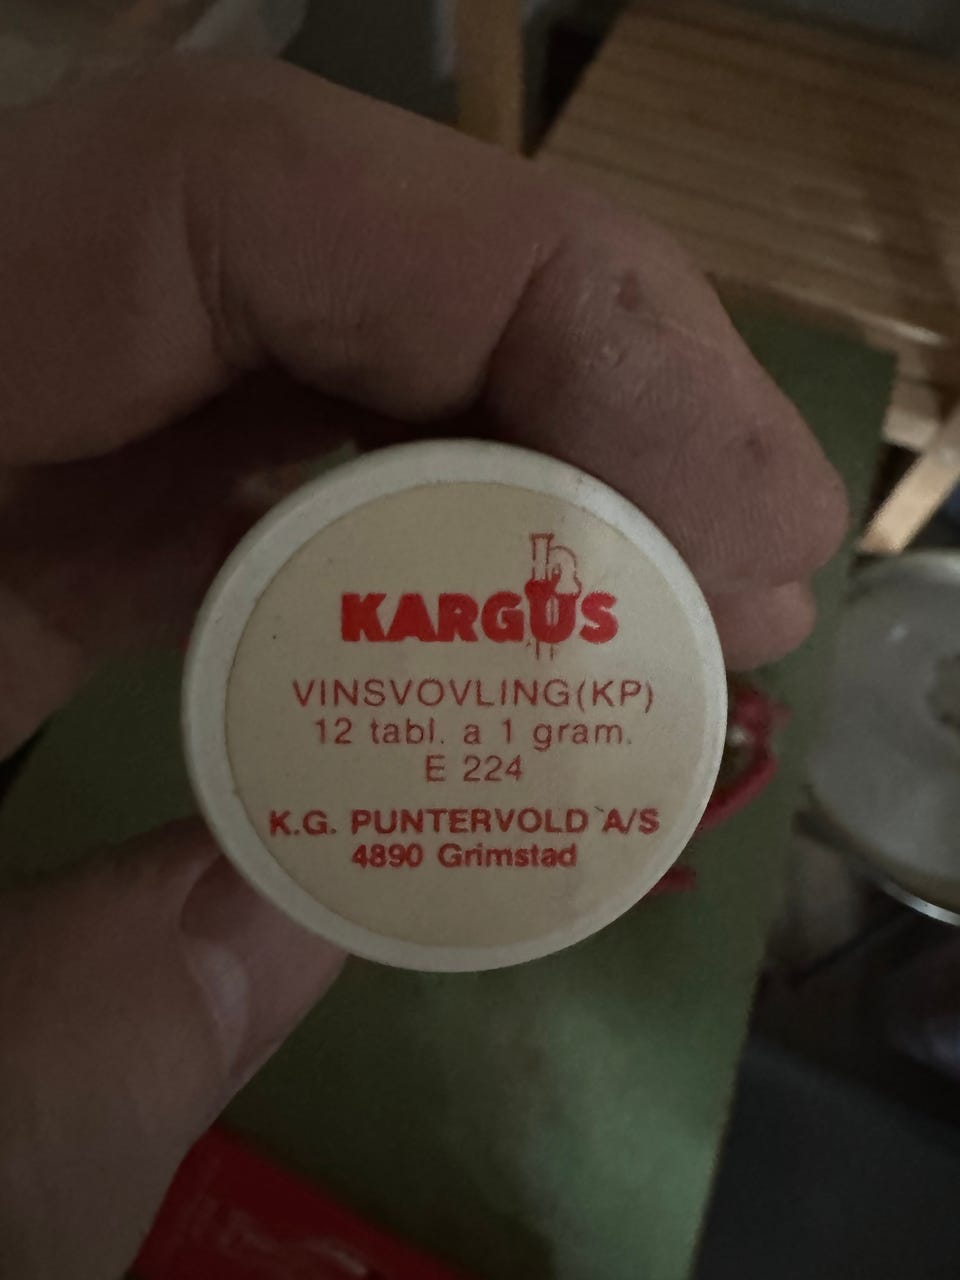 KARGUS
VINSVOVLING(KP)
12 tabl. a 1 gram.
E 224
K.G. PUNTERVOLD A/S
4890 Grimstad